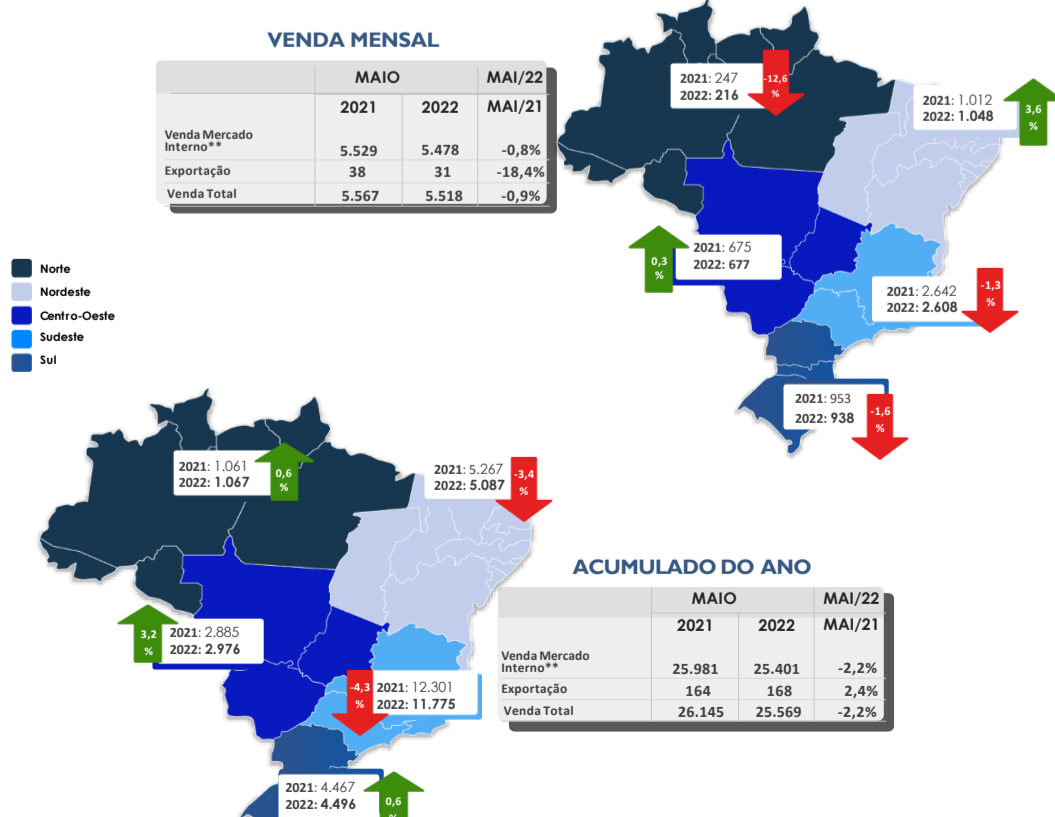 VENDA MENSAL
MAIO MAI/22
2021 2022 MAI/21
Venda Mercado
Interno** 5.529 5.478 -0,8%
Exportação 38 31 -18,4%
Venda Total 5.567 5.518 -0,9%
2021: 247
2022: 216
-12,6
%
2021: 1.012
2022: 1.048
3,6
%
0,3
%
2021: 675
2022: 677
2021: 2.642
2022: 2.608
-1,3
%
2021: 953
2022: 938
-1,6
%
Norte
Nordeste
Centro-Oeste
Sudeste
Sul
2021: 1.061
2022: 1.067
0,6
%
2021: 5.267
2022: 5.087
-3,4
%
3,2
%
2021: 2.885
2022: 2.976
-4,3
%
2021: 12.301
2022: 11.775
2021: 4.467
2022: 4.496
0,6
%
ACUMULADO DO ANO
MAIO MAI/22
2021 2022 MAI/21
Venda Mercado
Interno** 25.981 25.401 -2,2%
Exportação 164 168 2,4%
Venda Total 26.145 25.569 -2,2%